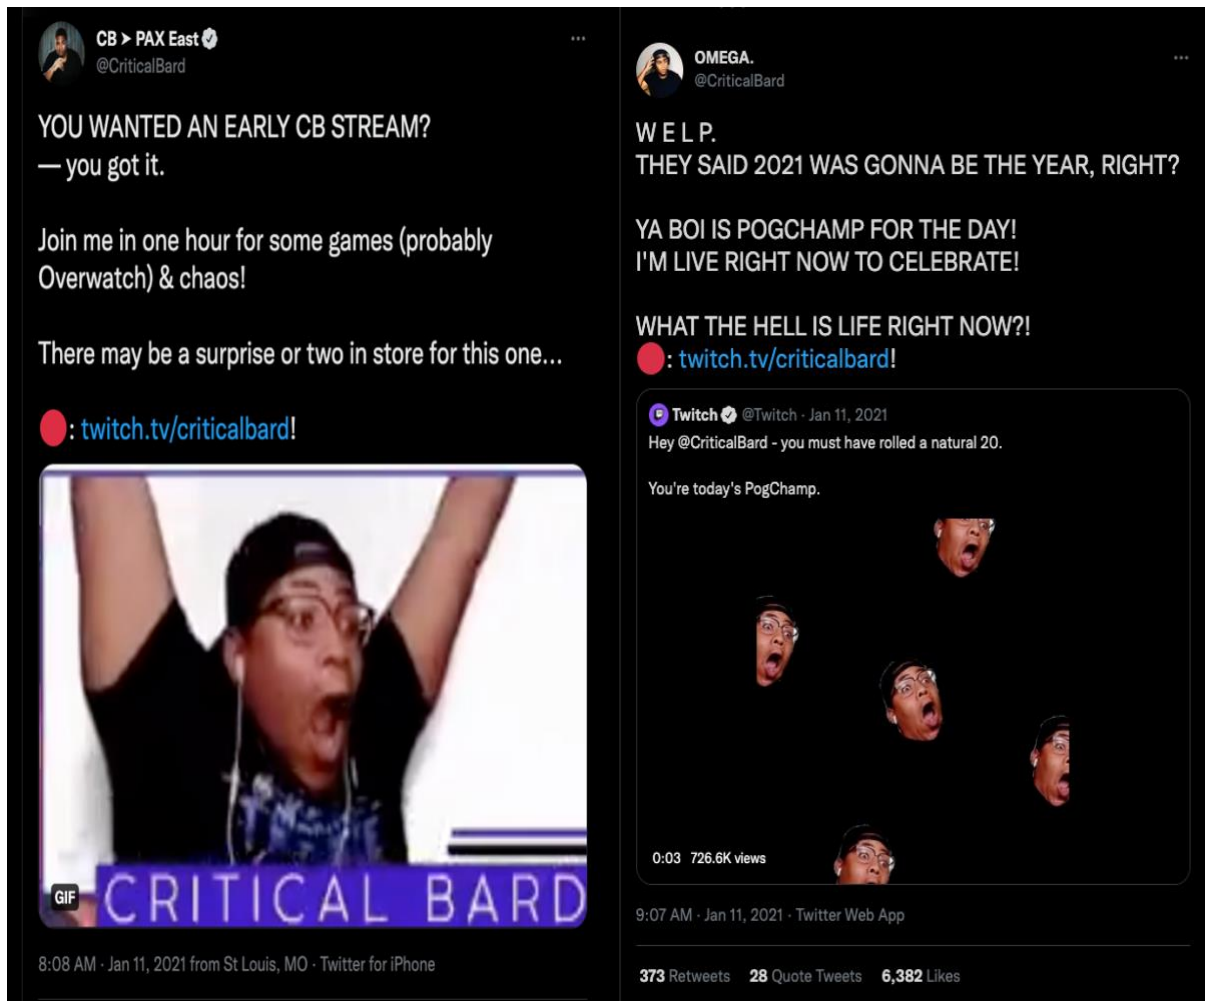 CB > PAX East
@CriticalBard
YOU WANTED AN EARLY CB STREAM?
— you got it.
Join me in one hour for some games (probably
Overwatch) & chaos!
There may be a surprise or two in store for this one...
🔴: twitch.tv/criticalbard!
GIF
CRITICAL BARD
8:08 AM · Jan 11, 2021 from St Louis, MO · Twitter for iPhone
OMEGA.
@CriticalBard
W E L P.
THEY SAID 2021 WAS GONNA BE THE YEAR, RIGHT?
YA BOI IS POGCHAMP FOR THE DAY!
I'M LIVE RIGHT NOW TO CELEBRATE!
WHAT THE HELL IS LIFE RIGHT NOW?!
🔴: twitch.tv/criticalbard!
Twitch @Twitch · Jan 11, 2021
Hey @CriticalBard - you must have rolled a natural 20.
You're today's PogChamp.
0:03 726.6K views
9:07 AM · Jan 11, 2021 · Twitter Web App
373 Retweets 28 Quote Tweets 6,382 Likes